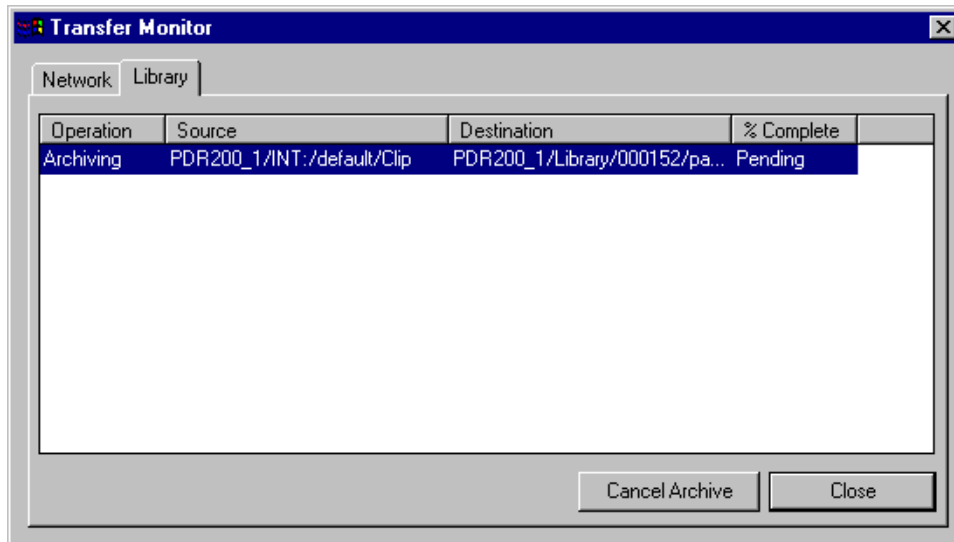 Transfer Monitor
Network Library
Operation Source Destination % Complete
Archiving PDR200_1/INT:/default/Clip PDR200_1/Library/000152/pa... Pending
Cancel Archive Close